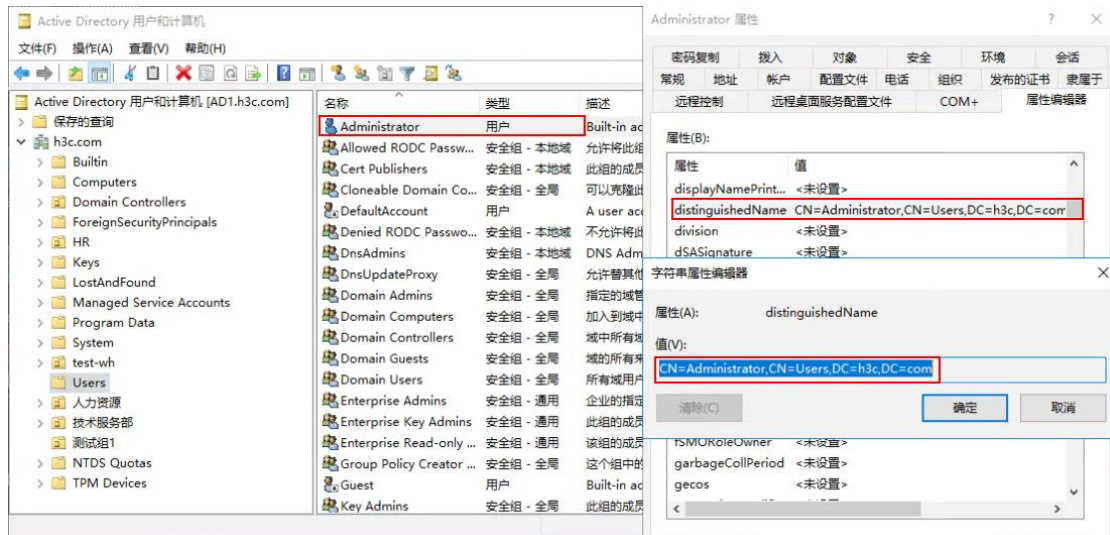 Active Directory 用户和计算机
文件(F) 操作(A) 查看(V) 帮助(H)
Active Directory 用户和计算机 [AD1.h3c.com]
保存的查询
h3c.com
Builtin
Computers
Domain Controllers
ForeignSecurityPrincipals
HR
Keys
LostAndFound
Managed Service Accounts
Program Data
System
test-wh
Users
人力资源
技术服务部
测试组1
NTDS Quotas
TPM Devices
名称 类型 描述
Administrator 用户 Built-in ac
Allowed RODC Passw... 安全组 - 本地域 允许将此组
Cert Publishers 安全组 - 本地域 此组的成员
Cloneable Domain Co... 安全组 - 全局 可以克隆此
DefaultAccount 用户 A user acc
Denied RODC Passwo... 安全组 - 本地域 不允许将此
DnsAdmins 安全组 - 本地域 DNS Adm
DnsUpdateProxy 安全组 - 全局 允许替其他
Domain Admins 安全组 - 全局 指定的域管
Domain Computers 安全组 - 全局 加入到域中
Domain Controllers 安全组 - 全局 域中所有域
Domain Guests 安全组 - 全局 域的所有来
Domain Users 安全组 - 全局 所有域用户
Enterprise Admins 安全组 - 通用 企业的指定
Enterprise Key Admins 安全组 - 通用 此组的成员
Enterprise Read-only ... 安全组 - 通用 该组的成员
Group Policy Creator ... 安全组 - 全局 这个组中的
Guest 用户 Built-in ac
Key Admins 安全组 - 全局 此组的成员
Administrator 属性
密码复制 拨入 对象 安全 环境 会话
常规 地址 帐户 配置文件 电话 组织 发布的证书 隶属于
远程控制 远程桌面服务配置文件 COM+ 属性编辑器
属性(B):
属性 值
displayNamePrint... <未设置>
distinguishedName CN=Administrator,CN=Users,DC=h3c,DC=com
division <未设置>
dSASignature <未设置>
字符串属性编辑器
属性(A): distinguishedName
值(V):
CN=Administrator,CN=Users,DC=h3c,DC=com
清除(C) 确定 取消
fSMORoleOwner <未设置>
garbageCollPeriod <未设置>
gecos <未设置>